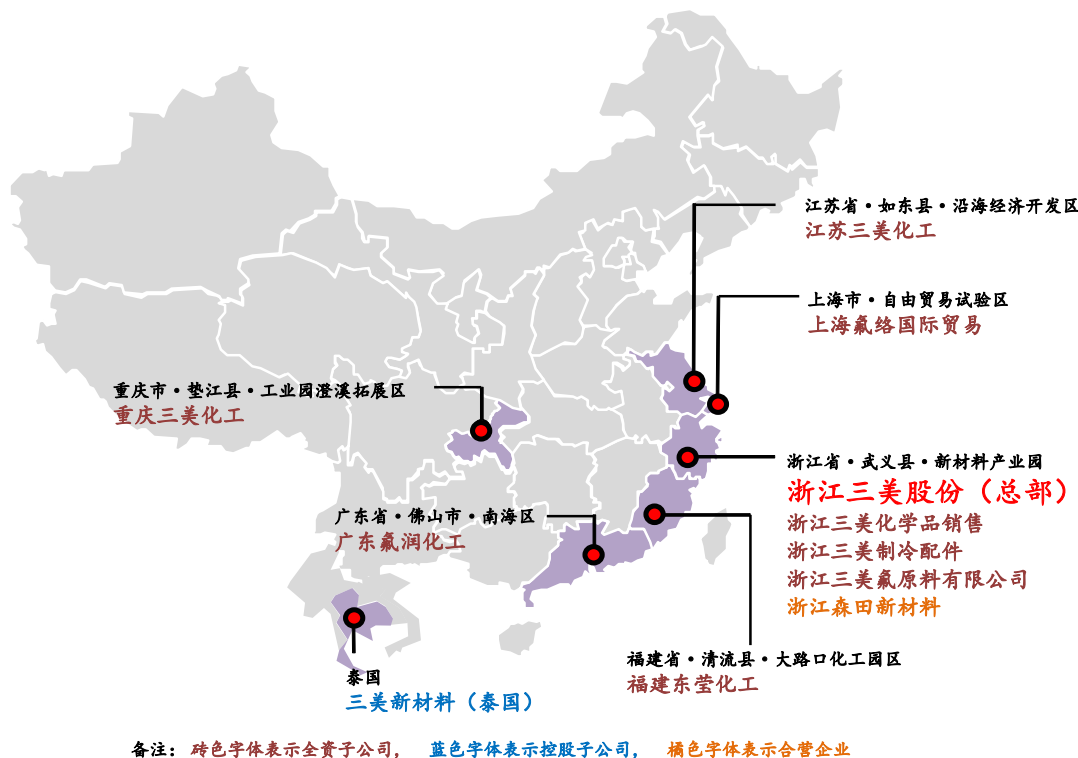 江苏省·如东县·沿海经济开发区
江苏三美化工
上海市·自由贸易试验区
上海氟络国际贸易
重庆市·垫江县·工业园澄溪拓展区
重庆三美化工
浙江省·武义县·新材料产业园
浙江三美股份（总部）
浙江三美化学品销售
浙江三美制冷配件
浙江三美氟原料有限公司
浙江森田新材料
广东省·佛山市·南海区
广东氟润化工
福建省·清流县·大路口化工园区
福建东莹化工
泰国
三美新材料（泰国）
备注：砖色字体表示全资子公司，蓝色字体表示控股子公司，橘色字体表示合营企业